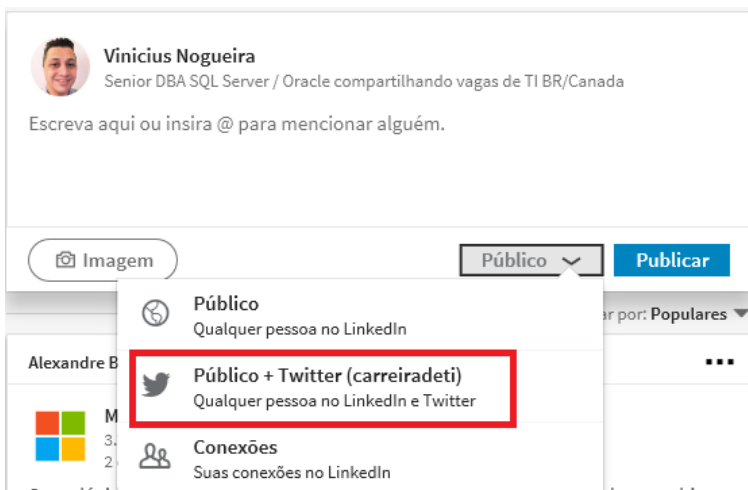 Vinicius Nogueira
Senior DBA SQL Server / Oracle compartilhando vagas de TI BR/Canada
Escreva aqui ou insira @ para mencionar alguém.
Imagem
Público
Publicar
Público
Qualquer pessoa no LinkedIn
ar por: Populares
Alexandre B
Público + Twitter (carreiradeti)
Qualquer pessoa no LinkedIn e Twitter
M
3.
2
Conexões
Suas conexões no LinkedIn